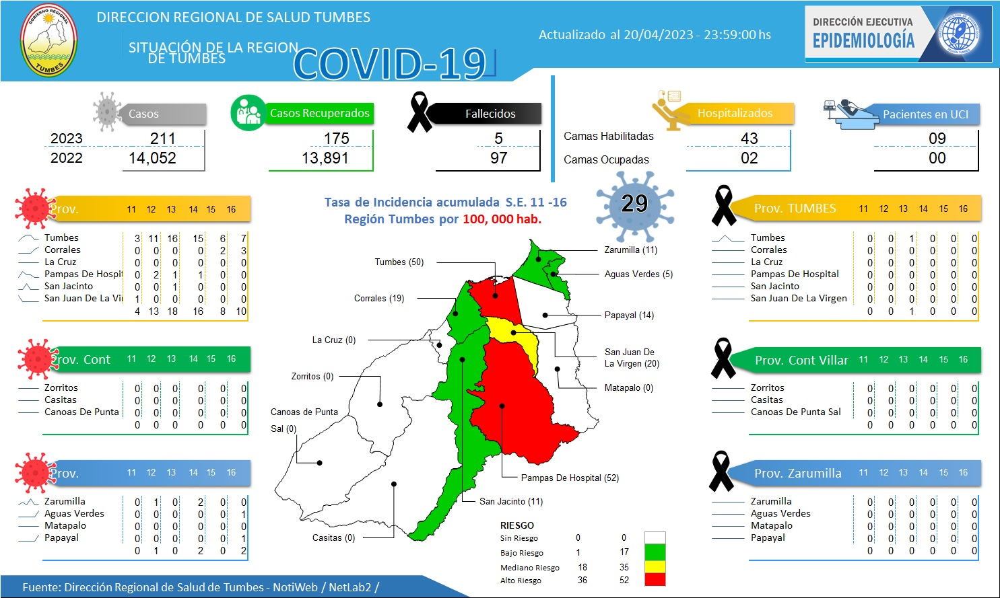 DIRECCION REGIONAL DE SALUD TUMBES
SITUACIÓN DE LA REGION
DE TUMBES
COVID-19
Actualizado al 20/04/2023 - 23:59:00 hs
GOBIERNO REGIONAL
TUMBES
DIRECCIÓN EJECUTIVA
EPIDEMIOLOGÍA
Casos
Casos Recuperados
Fallecidos
Hospitalizados
Pacientes en UCI
2023 211 175 5
2022 14,052 13,891 97
Camas Habilitadas 43 09
Camas Ocupadas 02 00
Prov. 11 12 13 14 15 16
Tumbes 3 11 16 15 6 7
Corrales 0 0 0 0 2 3
La Cruz 0 0 0 0 0 0
Pampas De Hospit 0 2 1 1 0 0
San Jacinto 0 0 1 0 0 0
San Juan De La Vir 1 0 0 0 0 0
4 13 18 16 8 10
Prov. Cont 11 12 13 14 15 16
Zorritos 0 0 0 0 0 0
Casitas 0 0 0 0 0 0
Canoas De Punta 0 0 0 0 0 0
0 0 0 0 0 0
Prov. 11 12 13 14 15 16
Zarumilla 0 1 0 2 0 0
Aguas Verdes 0 0 0 0 0 1
Matapalo 0 0 0 0 0 0
Papayal 0 0 0 0 0 1
0 1 0 2 0 2
Tasa de Incidencia acumulada S.E. 11 -16
Región Tumbes por 100, 000 hab.
29
Zarumilla (11)
Tumbes (50)
Aguas Verdes (5)
Corrales (19)
Papayal (14)
La Cruz (0)
San Juan De
La Virgen (20)
Zorritos (0)
Matapalo (0)
Canoas de Punta
Sal (0)
Pampas De Hospital (52)
San Jacinto (11)
Casitas (0)
RIESGO
Sin Riesgo 0 0
Bajo Riesgo 1 17
Mediano Riesgo 18 35
Alto Riesgo 36 52
Prov. TUMBES 11 12 13 14 15 16
Tumbes 0 0 1 0 0 0
Corrales 0 0 0 0 0 0
La Cruz 0 0 0 0 0 0
Pampas De Hospital 0 0 0 0 0 0
San Jacinto 0 0 0 0 0 0
San Juan De La Virgen 0 0 0 0 0 0
0 0 1 0 0 0
Prov. Cont Villar 11 12 13 14 15 16
Zorritos 0 0 0 0 0 0
Casitas 0 0 0 0 0 0
Canoas De Punta Sal 0 0 0 0 0 0
0 0 0 0 0 0
Prov. Zarumilla 11 12 13 14 15 16
Zarumilla 0 0 0 0 0 0
Aguas Verdes 0 0 0 0 0 0
Matapalo 0 0 0 0 0 0
Papayal 0 0 0 0 0 0
0 0 0 0 0 0
Fuente: Dirección Regional de Salud de Tumbes - NotiWeb / NetLab2 /